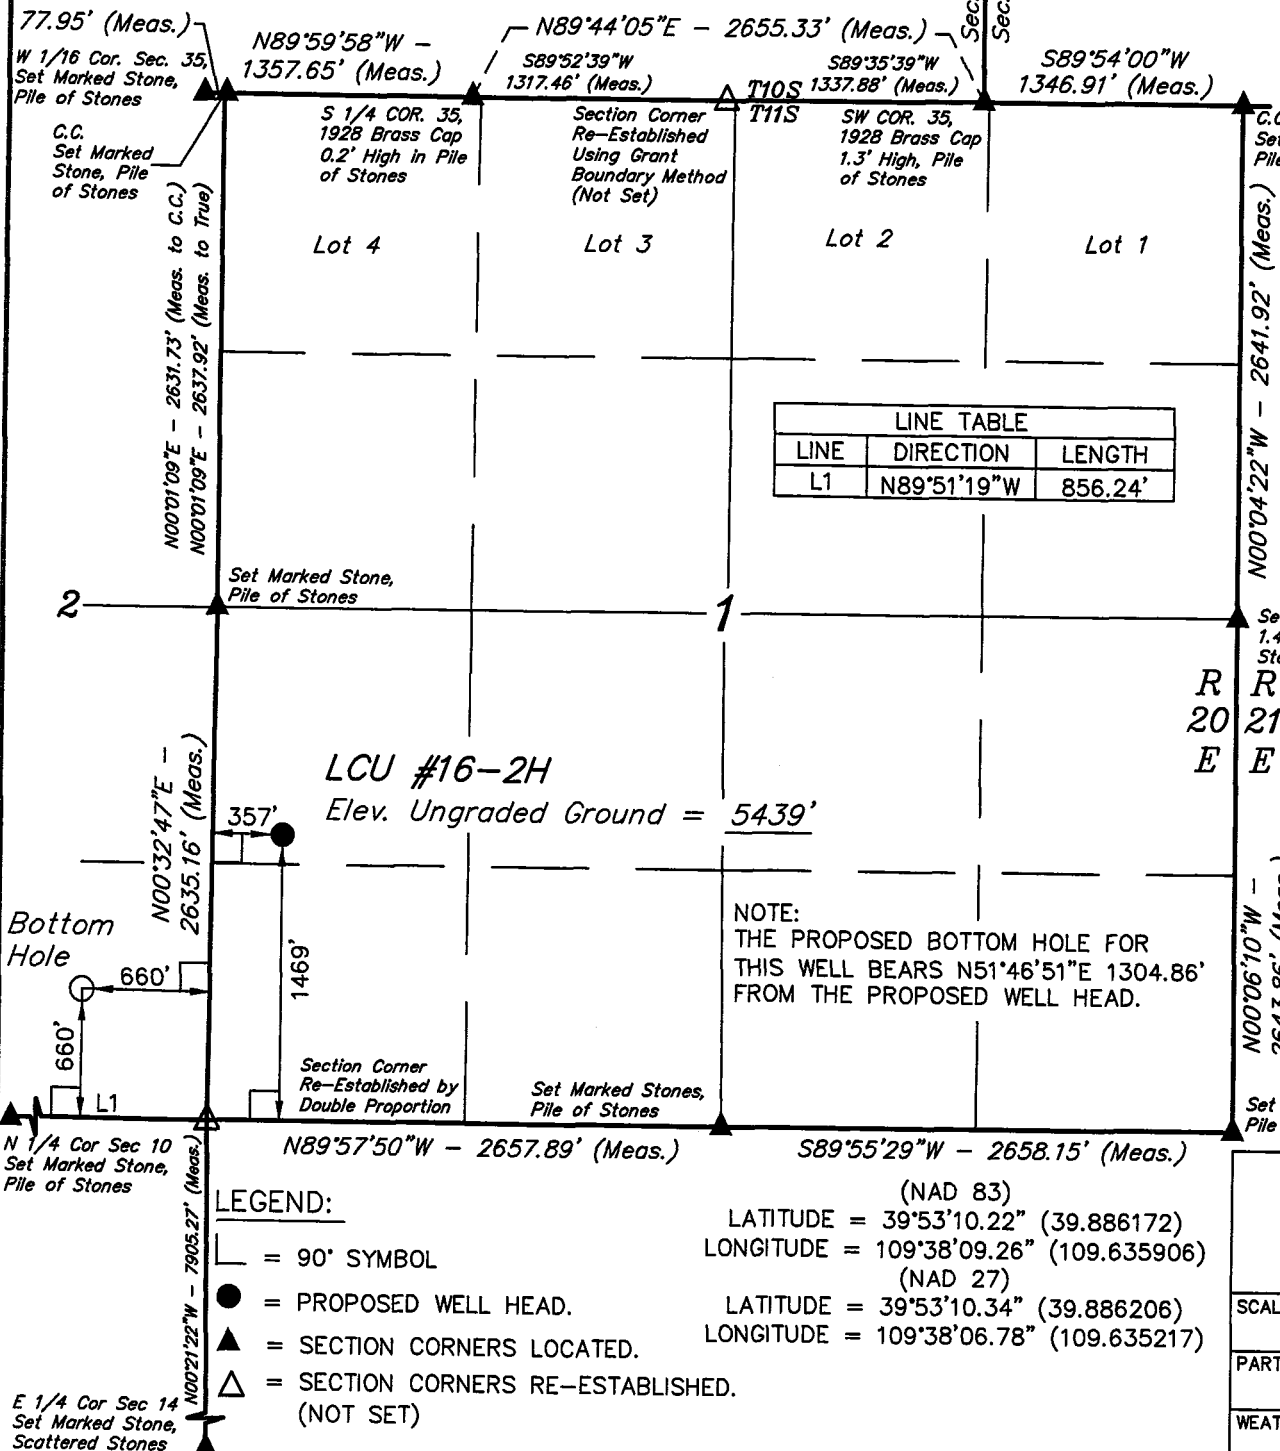 77.95' (Meas.)
N89°44'05"E - 2655.33' (Meas.)
Sec.
Sec.
W 1/16 Cor. Sec. 35,
Set Marked Stone,
Pile of Stones
N89°59'58"W -
1357.65' (Meas.)
S89°52'39"W
1317.46' (Meas.)
S89°35'39"W
1337.88' (Meas.)
S89°54'00"W
1346.91' (Meas.)
T10S
T11S
C.C.
Set Marked
Stone, Pile
of Stones
S 1/4 COR. 35,
1928 Brass Cap
0.2' High in Pile
of Stones
Section Corner
Re-Established
Using Grant
Boundary Method
(Not Set)
SW COR. 35,
1928 Brass Cap
1.3' High, Pile
of Stones
Lot 4
Lot 3
Lot 2
Lot 1
N00°01'09"E - 2631.73' (Meas. to C.C.)
N00°01'09"E - 2637.92' (Meas. to True)
N00°04'22"W - 2641.92' (Meas.)
LINE TABLE
LINE DIRECTION LENGTH
L1 N89°51'19"W 856.24'
Set Marked Stone,
Pile of Stones
2
1
R R
20 21
E E
LCU #16-2H
Elev. Ungraded Ground = 5439'
357'
N00°32'47"E -
2635.16' (Meas.)
1469'
Bottom
Hole
660'
660'
NOTE:
THE PROPOSED BOTTOM HOLE FOR
THIS WELL BEARS N51°46'51"E 1304.86'
FROM THE PROPOSED WELL HEAD.
N00°06'10"W -
L1
Section Corner
Re-Established by
Double Proportion
Set Marked Stones,
Pile of Stones
Set
Pile
N 1/4 Cor Sec 10
Set Marked Stone,
Pile of Stones
N89°57'50"W - 2657.89' (Meas.)
S89°55'29"W - 2658.15' (Meas.)
N00°21'22"W - 7905.27' (Meas.)
LEGEND:
= 90° SYMBOL
= PROPOSED WELL HEAD.
= SECTION CORNERS LOCATED.
= SECTION CORNERS RE-ESTABLISHED.
(NOT SET)
(NAD 83)
LATITUDE = 39°53'10.22" (39.886172)
LONGITUDE = 109°38'09.26" (109.635906)
(NAD 27)
LATITUDE = 39°53'10.34" (39.886206)
LONGITUDE = 109°38'06.78" (109.635217)
E 1/4 Cor Sec 14
Set Marked Stone,
Scattered Stones
SCAL
PART
WEAT